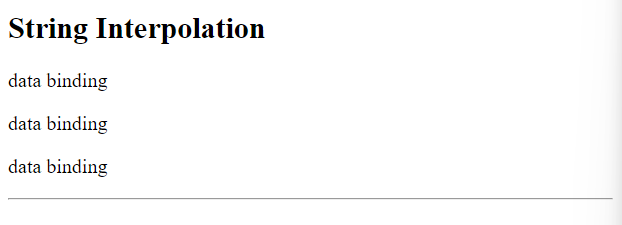 String Interpolation
data binding
data binding
data binding